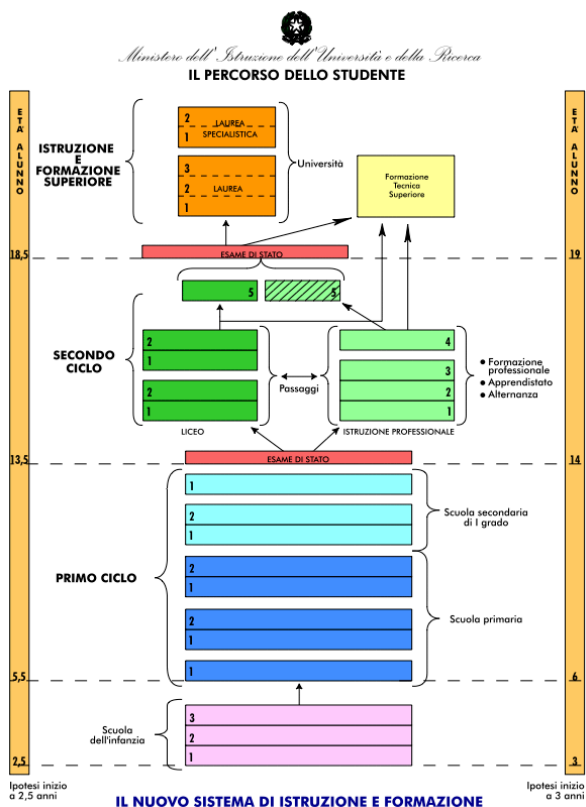 Ministero dell'Istruzione dell'Università e della Ricerca
IL PERCORSO DELLO STUDENTE
ETÀ ALUNNO
ETÀ ALUNNO
ISTRUZIONE
E
FORMAZIONE
SUPERIORE
2
LAUREA
1
SPECIALISTICA
3
2
LAUREA
1
Università
Formazione
Tecnica
Superiore
18,5
ESAME DI STATO
19
5
5
SECONDO
CICLO
2
1
2
1
LICEO
Passaggi
4
3
2
1
ISTRUZIONE PROFESSIONALE
• Formazione
professionale
• Apprendistato
• Alternanza
13,5
ESAME DI STATO
14
PRIMO CICLO
1
2
1
Scuola secondaria
di I grado
2
1
2
1
1
Scuola primaria
5,5
6
Scuola
dell'infanzia
3
2
1
2,5
3
Ipotesi inizio
a 2,5 anni
Ipotesi inizio
a 3 anni
IL NUOVO SISTEMA DI ISTRUZIONE E FORMAZIONE